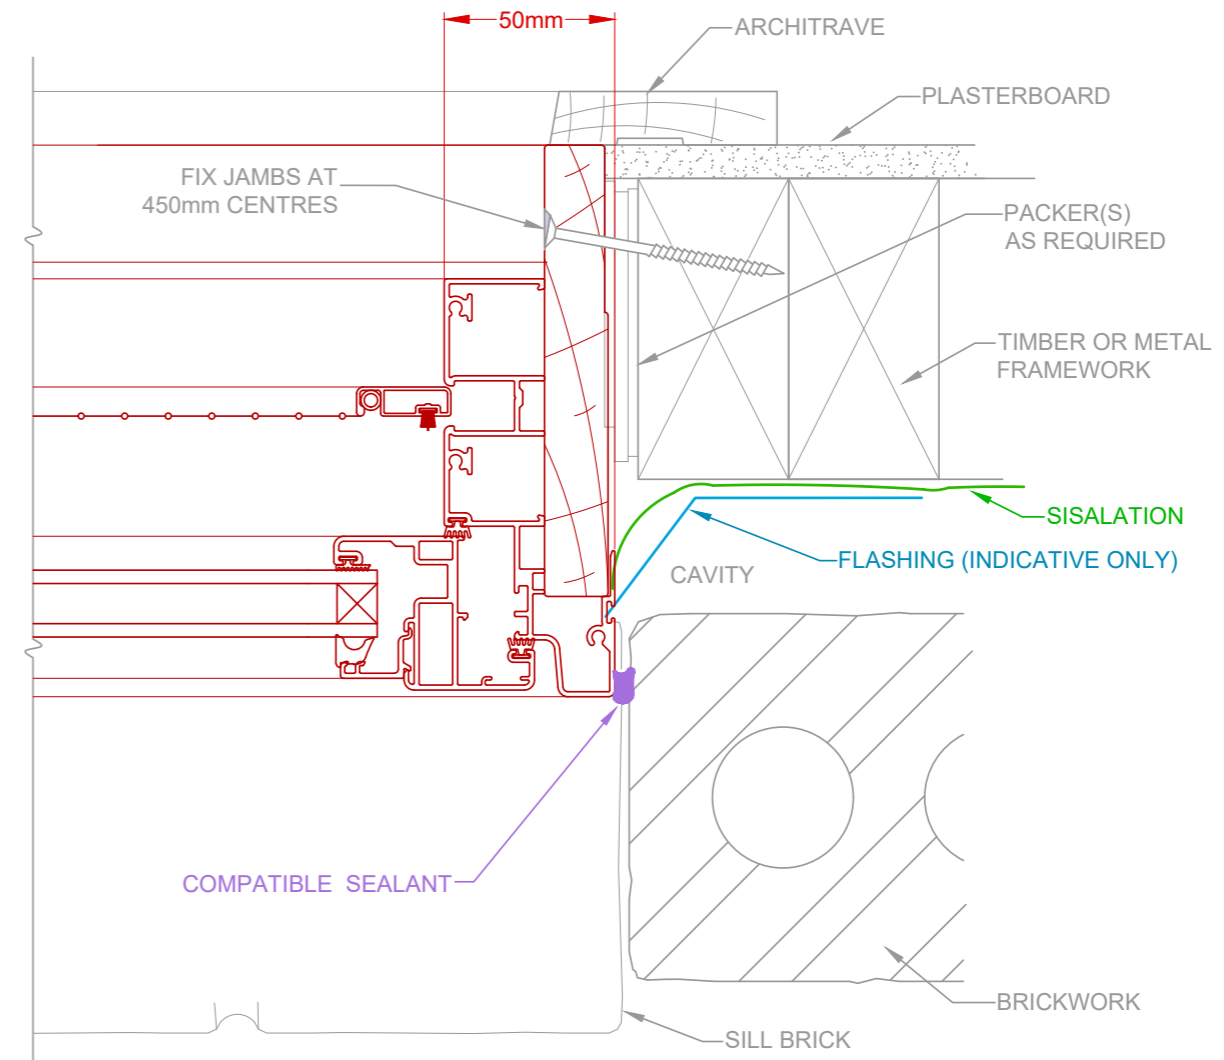 50mm
ARCHITRAVE
PLASTERBOARD
FIX JAMBS AT
450mm CENTRES
PACKER(S)
AS REQUIRED
TIMBER OR METAL
FRAMEWORK
SISALATION
FLASHING (INDICATIVE ONLY)
CAVITY
COMPATIBLE SEALANT
BRICKWORK
SILL BRICK